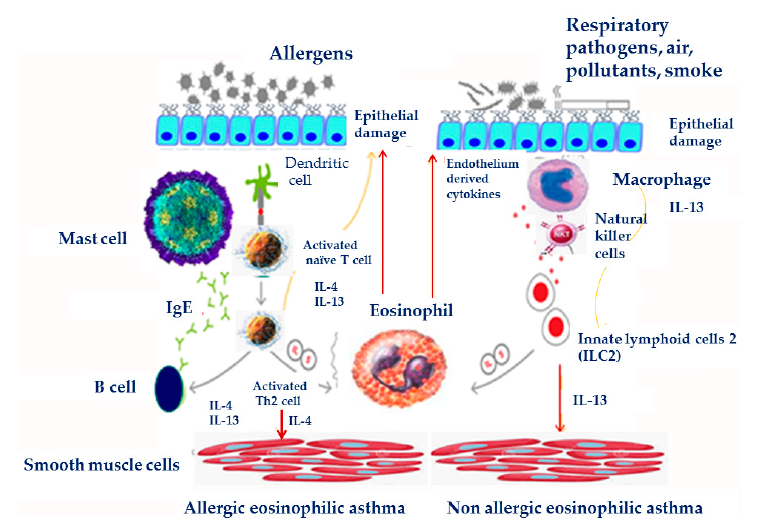 Allergens
Respiratory
pathogens, air,
pollutants, smoke
Epithelial
damage
Epithelial
damage
Dendritic
cell
Endothelium
derived
cytokines
Macrophage
IL-13
Mast cell
Activated
naïve T cell
NKT
Natural
killer
cells
IL-4
IL-13
IgE
Eosinophil
Innate lymphoid cells 2
(ILC2)
B cell
Activated
Th2 cell
IL-4
IL-13
IL-4
IL-13
Smooth muscle cells
Allergic eosinophilic asthma
Non allergic eosinophilic asthma